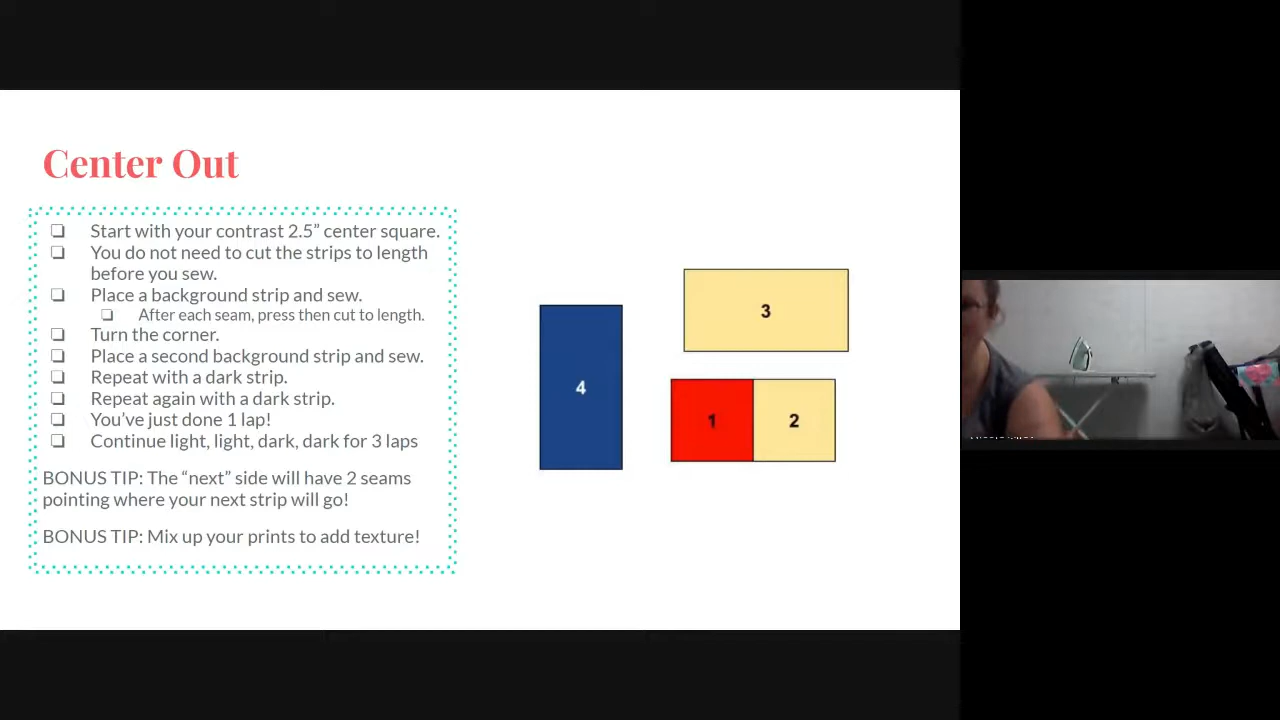 Center Out
Start with your contrast 2.5” center square.
You do not need to cut the strips to length
before you sew.
Place a background strip and sew.
After each seam, press then cut to length.
Turn the corner.
Place a second background strip and sew.
Repeat with a dark strip.
Repeat again with a dark strip.
You’ve just done 1 lap!
Continue light, light, dark, dark for 3 laps
BONUS TIP: The “next” side will have 2 seams
pointing where your next strip will go!
BONUS TIP: Mix up your prints to add texture!
3
4
1
2